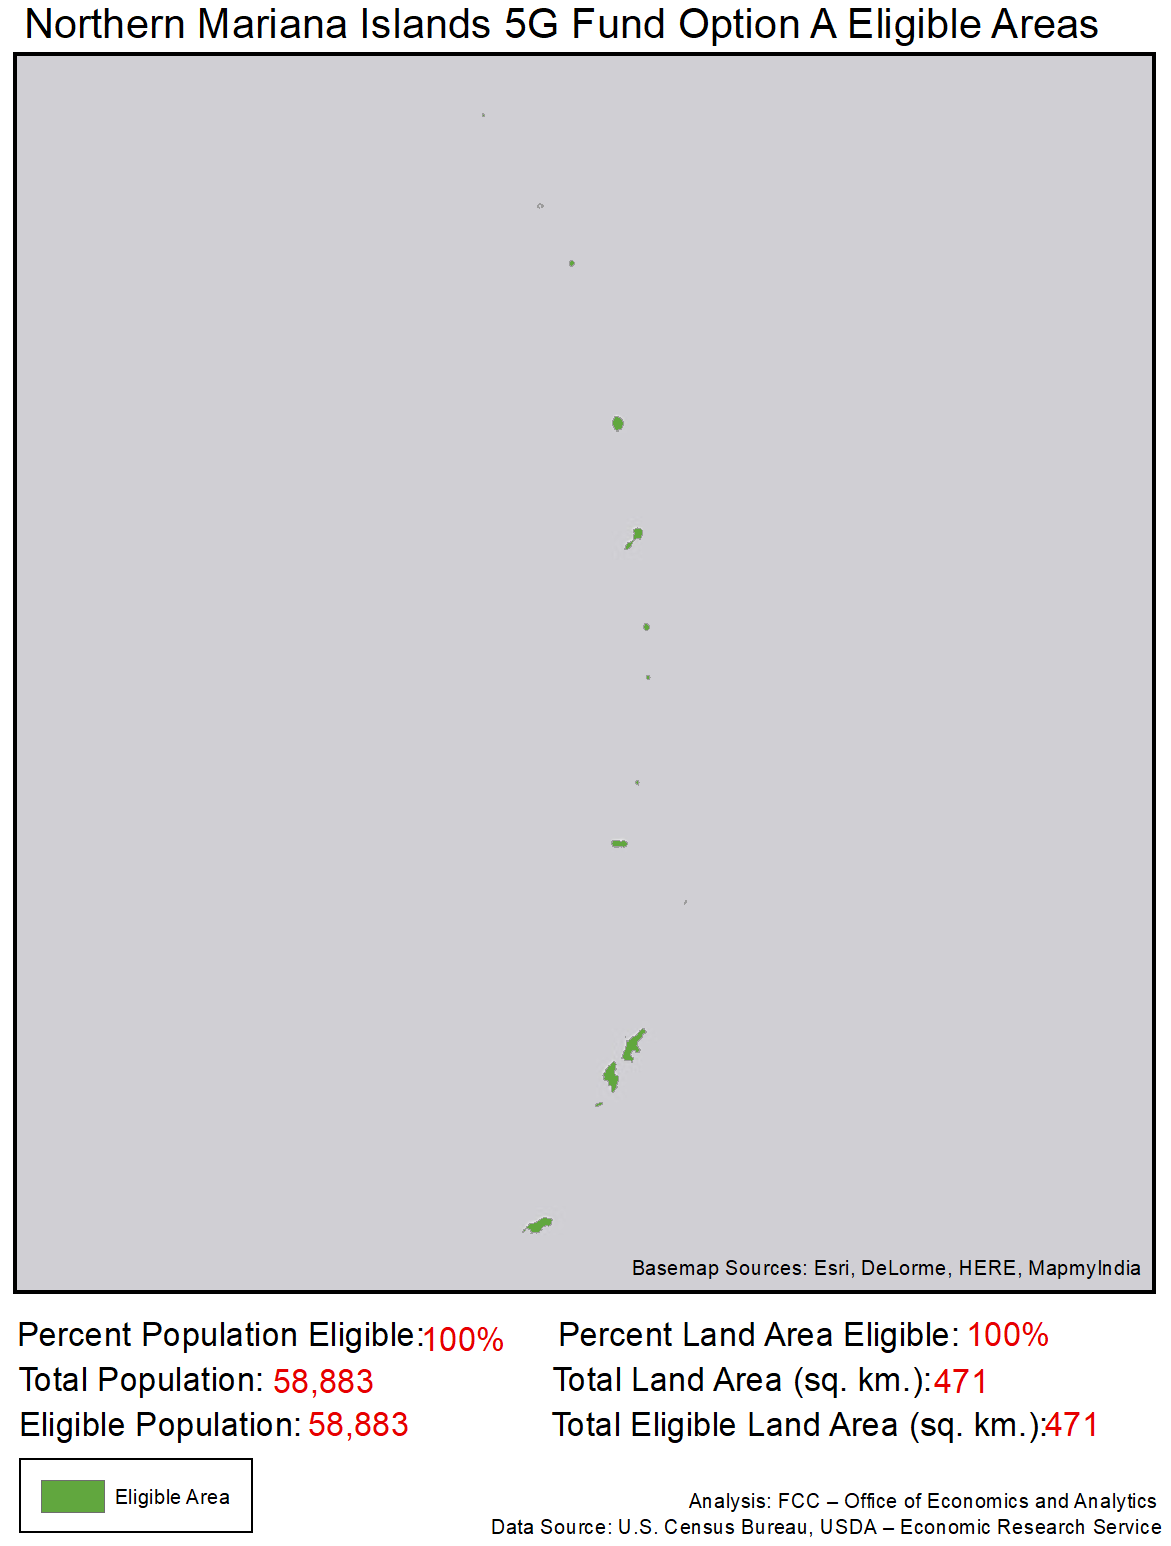 Northern Mariana Islands 5G Fund Option A Eligible Areas
Basemap Sources: Esri, DeLorme, HERE, MapmyIndia
Percent Population Eligible:100%
Percent Land Area Eligible: 100%
Total Population: 58,883
Total Land Area (sq. km.):471
Eligible Population: 58,883
Total Eligible Land Area (sq. km.):471
Eligible Area
Analysis: FCC – Office of Economics and Analytics
Data Source: U.S. Census Bureau, USDA – Economic Research Service